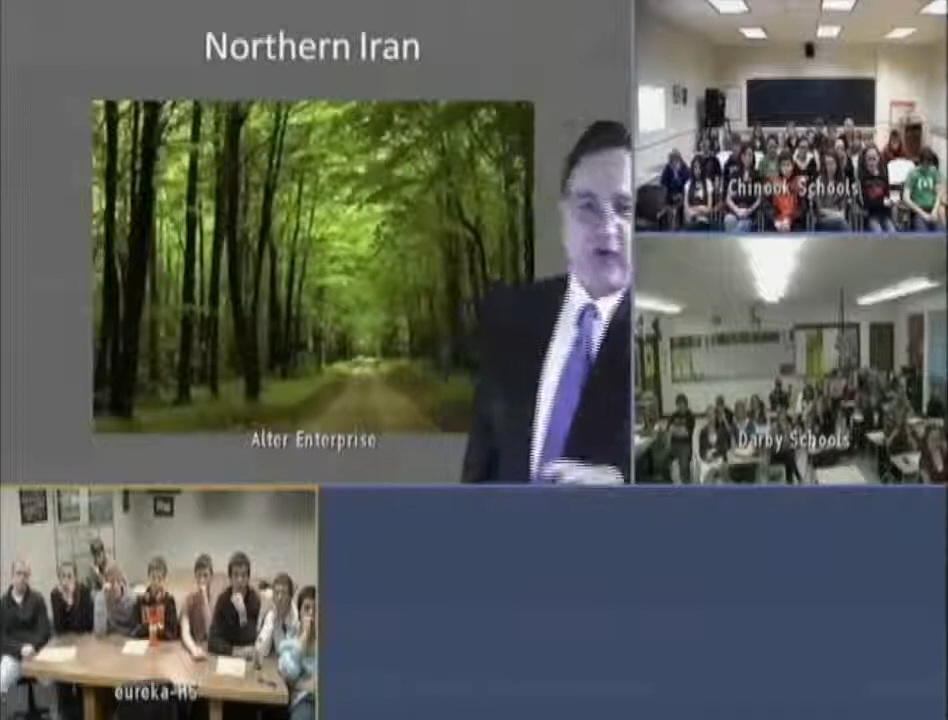 Northern Iran
Alter Enterprise
Chinook Schools
Darby Schools
eureka-HS